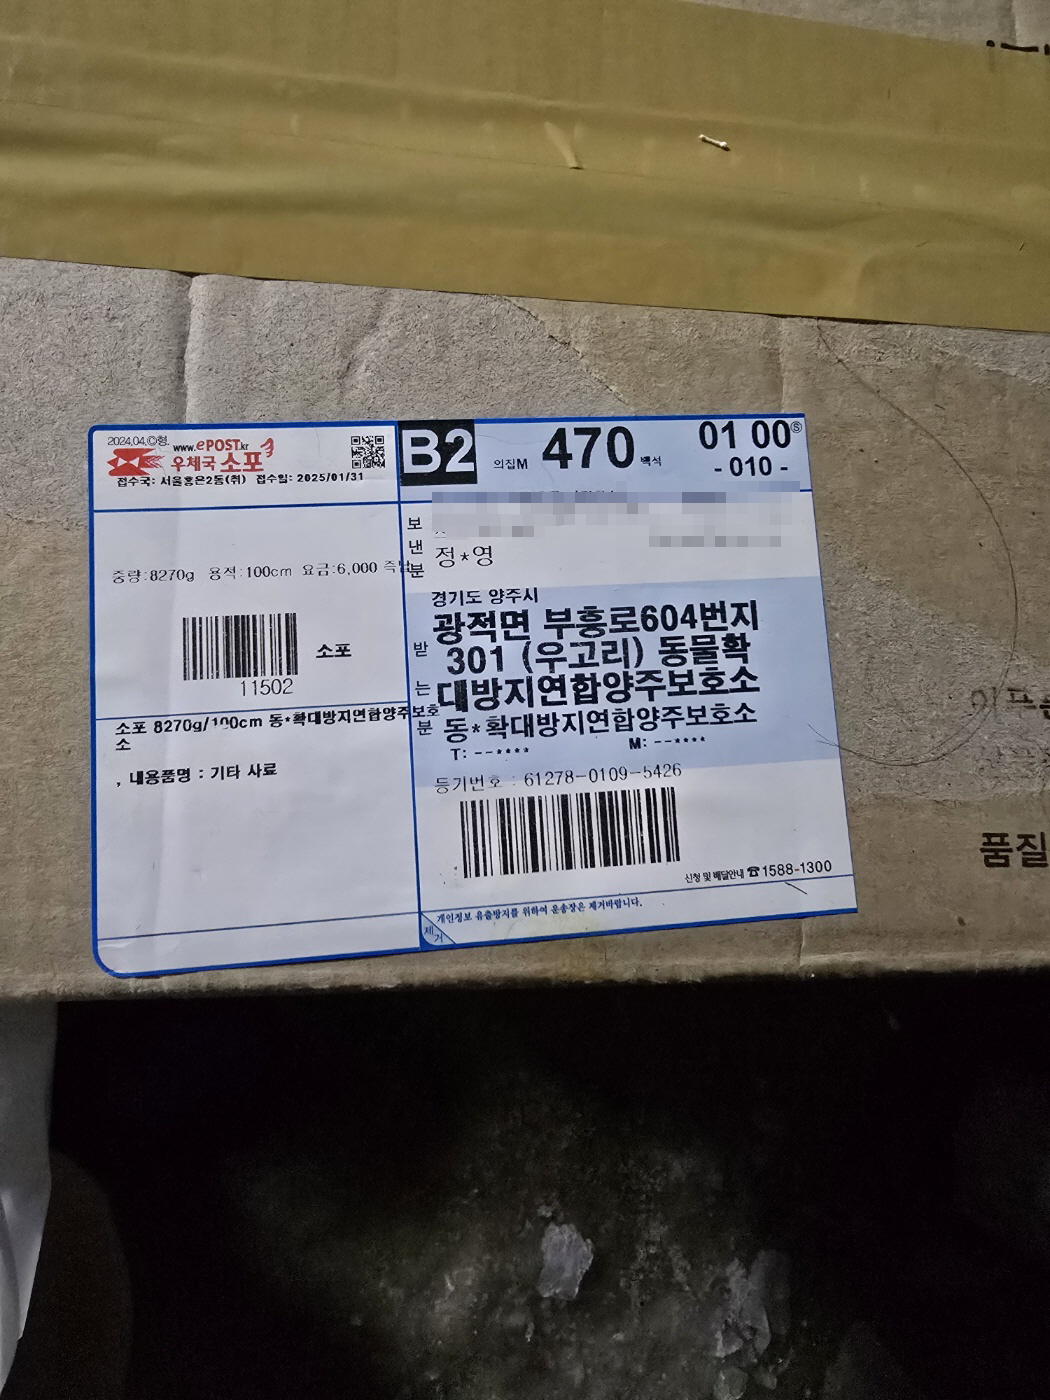 2024.04.ⓒ형
www.ePOST.kr
우체국 소포
접수국: 서울홍은2동(취) 접수일: 2025/01/31
B2 의집M 470 백석 01 00 Ⓢ
- 010 -
보낸분
정*영
중량:8270g 용적:100cm 요금:6,000
소포
11502
소포 8270g/100cm 동*확대방지연합양주보호
소
, 내용품명 : 기타 사료
받는분
경기도 양주시
광적면 부흥로604번지
301 (우고리) 동물확
대방지연합양주보호소
동*확대방지연합양주보호소
T: --**** M: --****
등기번호 : 61278-0109-5426
신청 및 배달안내 ☎1588-1300
개인정보 유출방지를 위하여 운송장은 제거바랍니다.
제거
품질